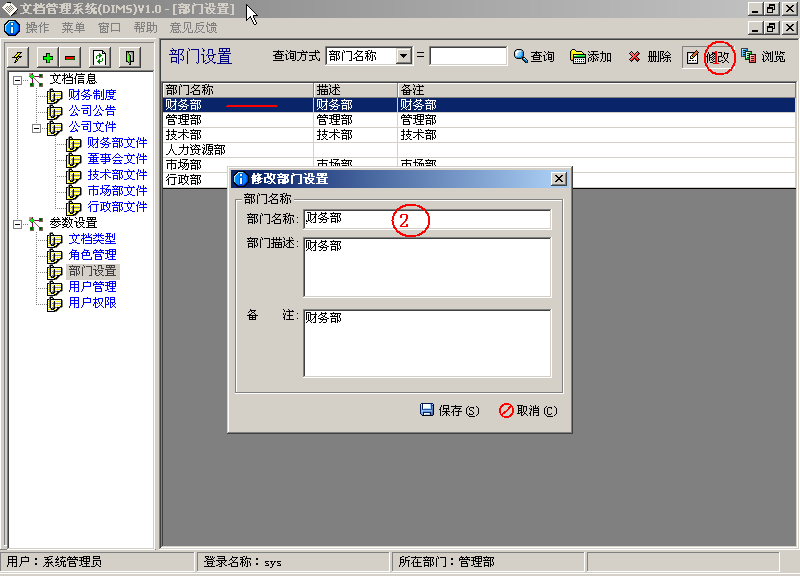 文档管理系统(DIMS)V1.0 - [部门设置]
操作 菜单 窗口 帮助 意见反馈
部门设置 查询方式 部门名称 = 查询 添加 删除 修改 浏览
文档信息
财务制度
公司公告
公司文件
财务部文件
董事会文件
技术部文件
市场部文件
行政部文件
参数设置
文档类型
角色管理
部门设置
用户管理
用户权限
部门名称 描述 备注
财务部 财务部 财务部
管理部 管理部 管理部
技术部 技术部 技术部
人力资源部
市场部 市场部 市场部
行政部
修改部门设置
部门名称
部门名称: 财务部 2
部门描述: 财务部
备 注: 财务部
保存(S) 取消(C)
用户：系统管理员 登录名称：sys 所在部门：管理部